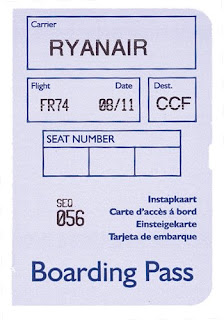 Carrier
RYANAIR
Flight Date Dest.
FR74 08/11 CCF
SEAT NUMBER
SEQ
056
Instapkaart
Carte d'accès á bord
Einsteigekarte
Tarjeta de embarque
Boarding Pass